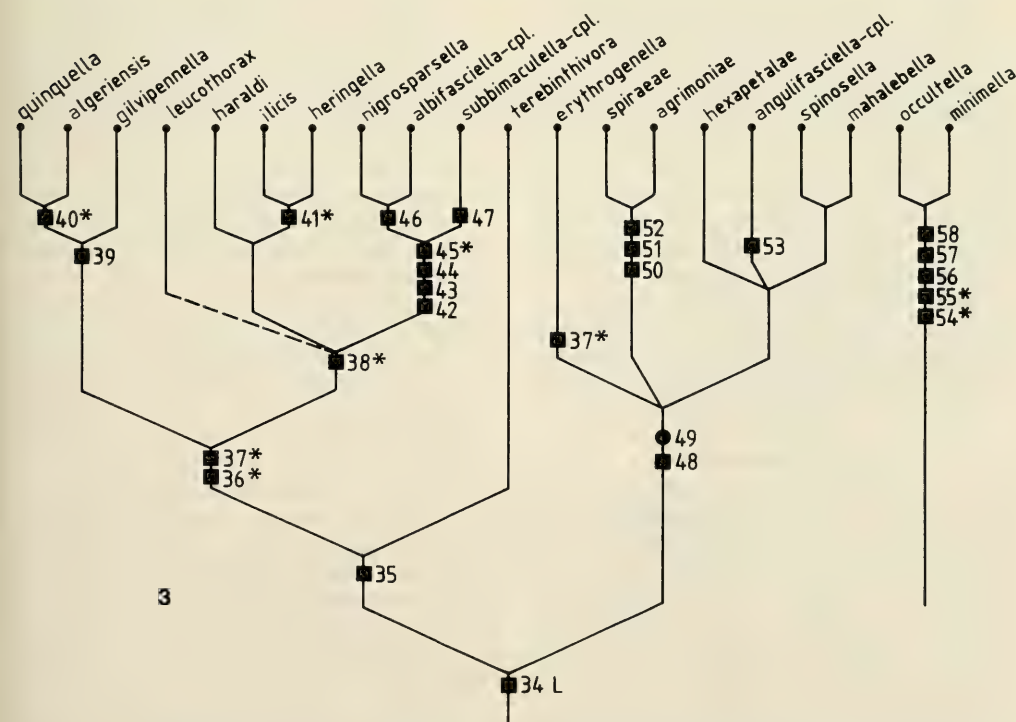 quinquella
algeriensis
gilvipennella
leucothorax
haraldi
ilicis
heringella
nigrosparsella
albifasciella-cpl.
subbimaculella-cpl.
terebinthivora
erythrogenella
spiraeae
agrimoniae
hexapetalae
angulifasciella-cpl.
spinosella
mahalebella
occultella
minimella
40*
41*
46
47
52
53
58
39
45*
51
57
44
50
56
43
55*
42
54*
37*
38*
49
37*
48
36*
35
3
34 L